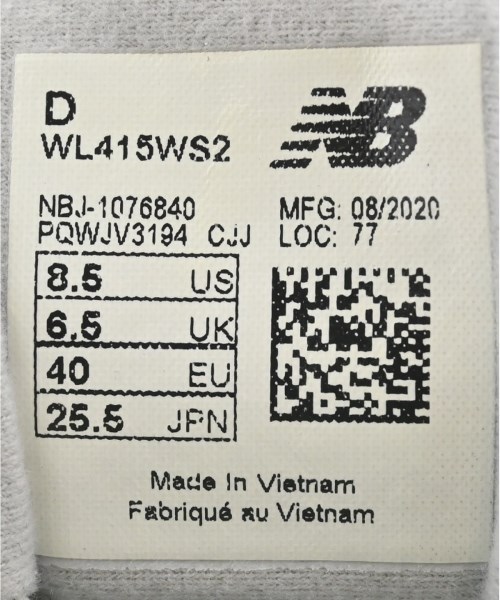 D
NB
WL415WS2
NBJ-1076840
MFG: 08/2020
PQWJV3194 CJJ
LOC: 77
8.5 US
6.5 UK
40 EU
25.5 JPN
Made In Vietnam
Fabriqué au Vietnam